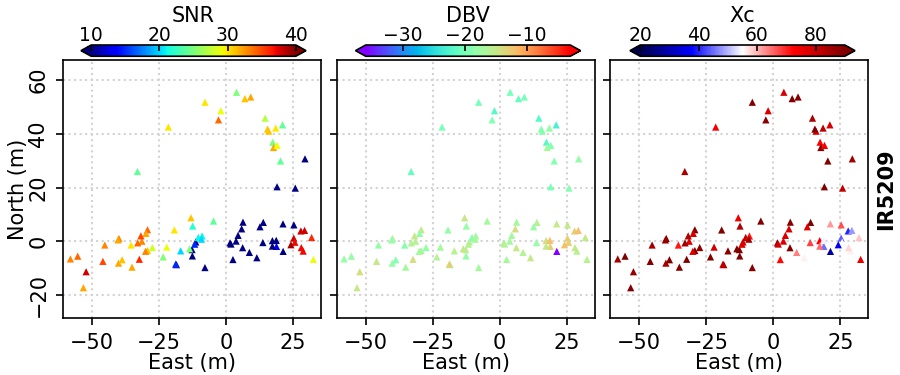 SNR DBV Xc
10 20 30 40 −30 −20 −10 20 40 60 80
60
40
20
0
−20
North (m)
−50 −25 0 25 −50 −25 0 25 −50 −25 0 25
East (m) East (m) East (m)
IR5209